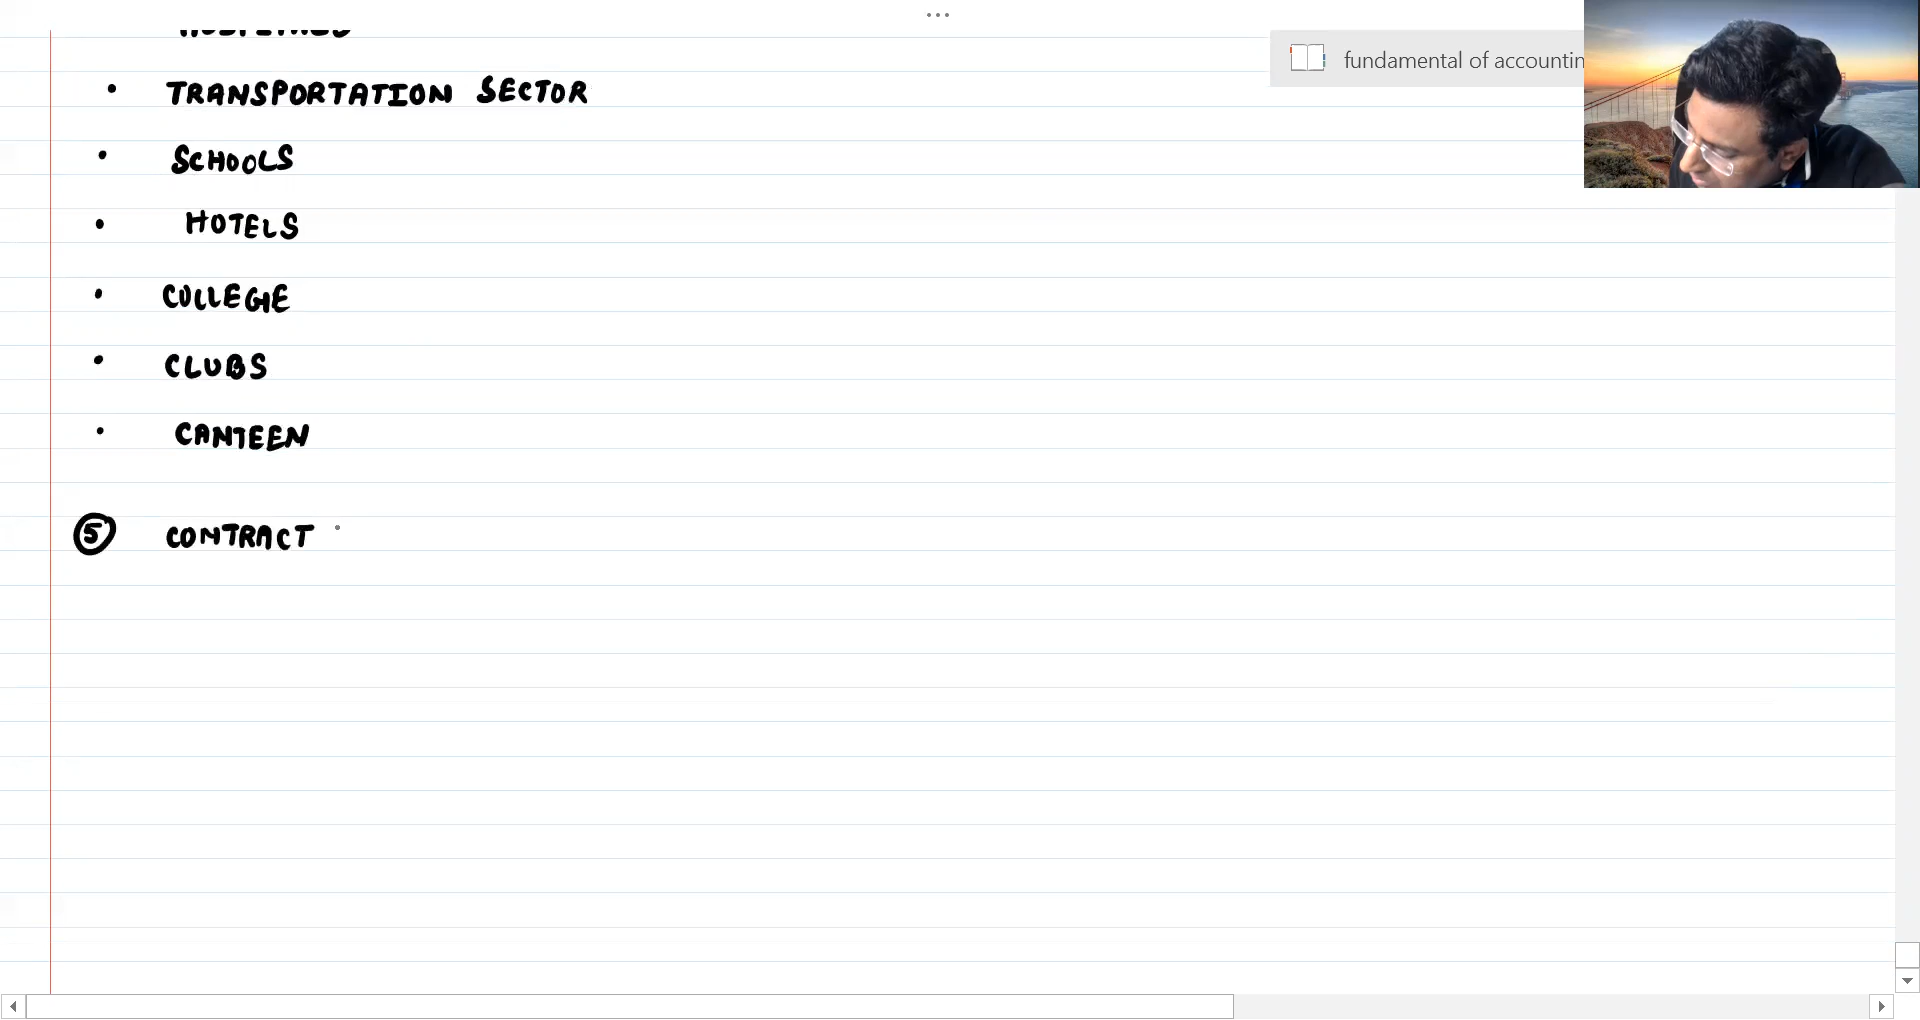 • TRANSPORTATION SECTOR
fundamental of accountin
• SCHOOLS
• HOTELS
• COLLEGE
• CLUBS
• CANTEEN
5 CONTRACT